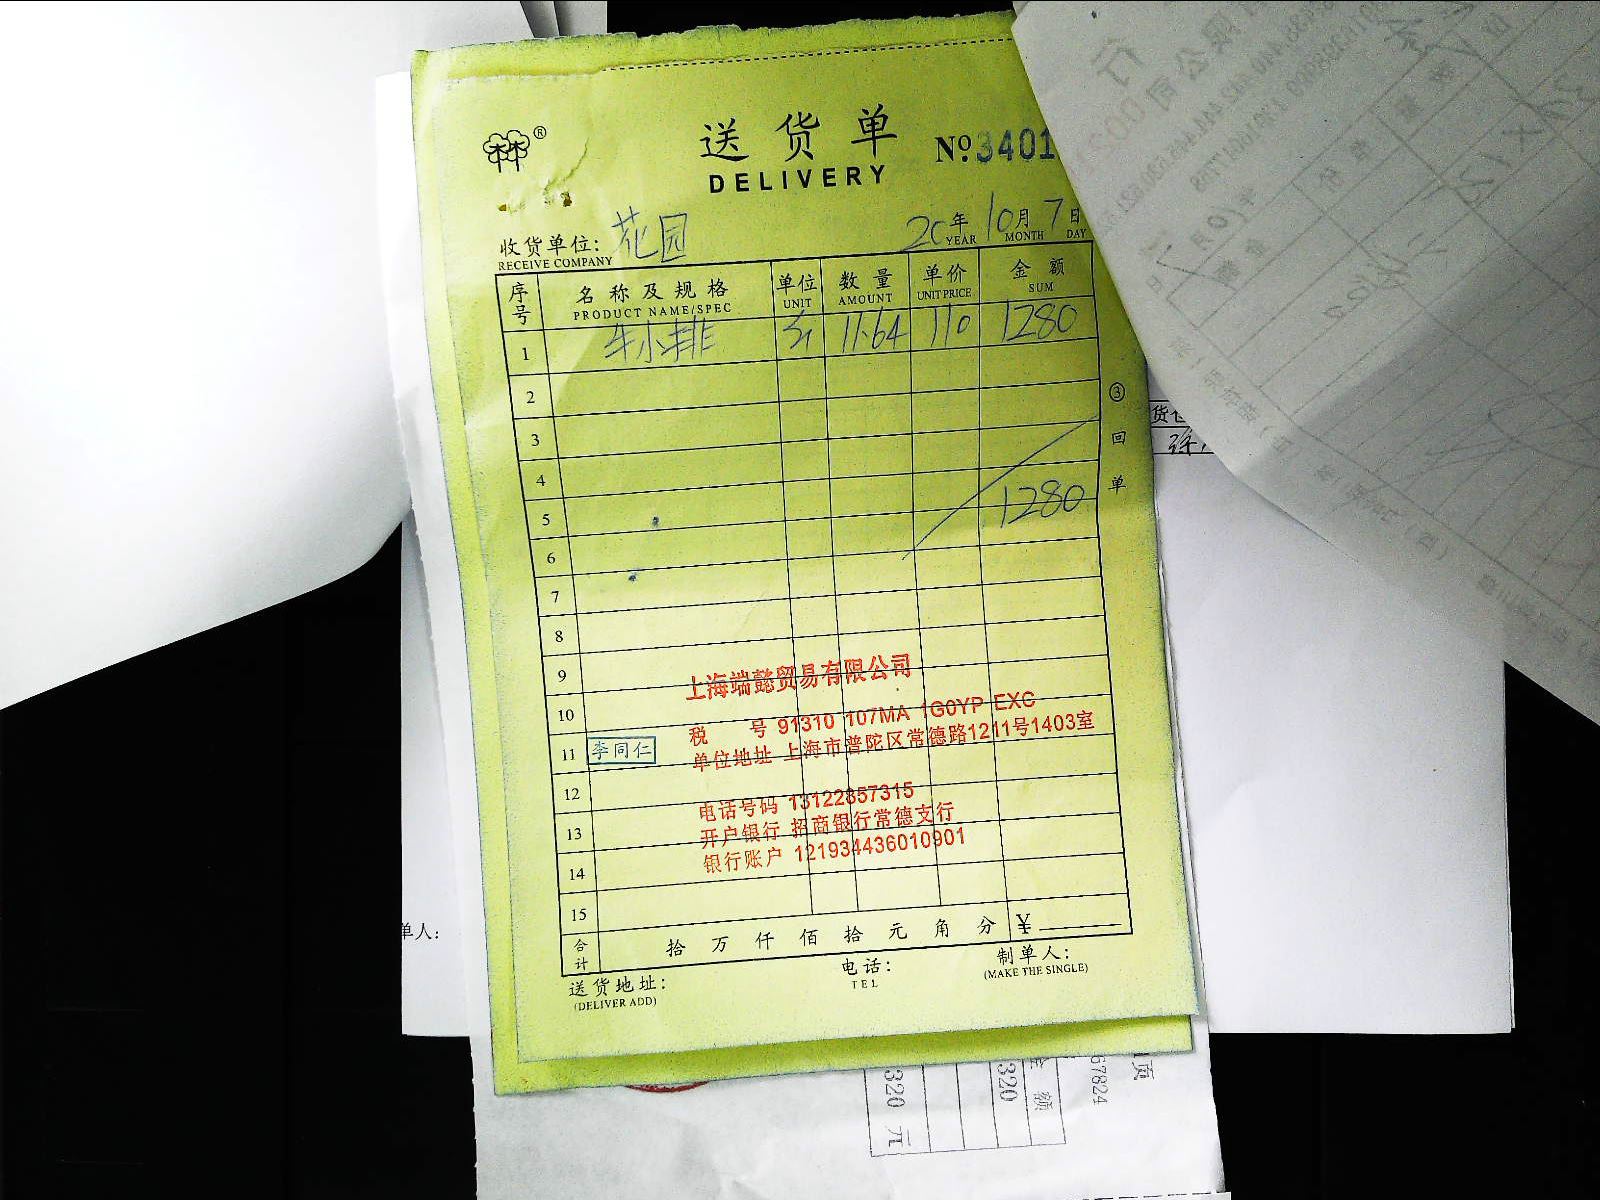 送货单
DELIVERY
№ 3401
收货单位: 花园
RECEIVE COMPANY
20年 10月 7日
YEAR MONTH DAY
序号 名称及规格 单位 数量 单价 金额
PRODUCT NAME/SPEC UNIT AMOUNT UNIT PRICE SUM
1 牛小排 斤 11.64 110 1280
2
3
4
5 1280
6
7
8
9
10
11
12
13
14
15
③回单
上海端懿贸易有限公司
税 号 91310 107MA 1G0YP EXC
单位地址 上海市普陀区常德路1211号1403室
李同仁
电话号码 13122857315
开户银行 招商银行常德支行
银行账户 121934436010901
合计 拾 万 仟 佰 拾 元 角 分 ¥
送货地址:
(DELIVER ADD)
电话:
TEL
制单人:
(MAKE THE SINGLE)
单人:
320 元
320
金额
67824
页